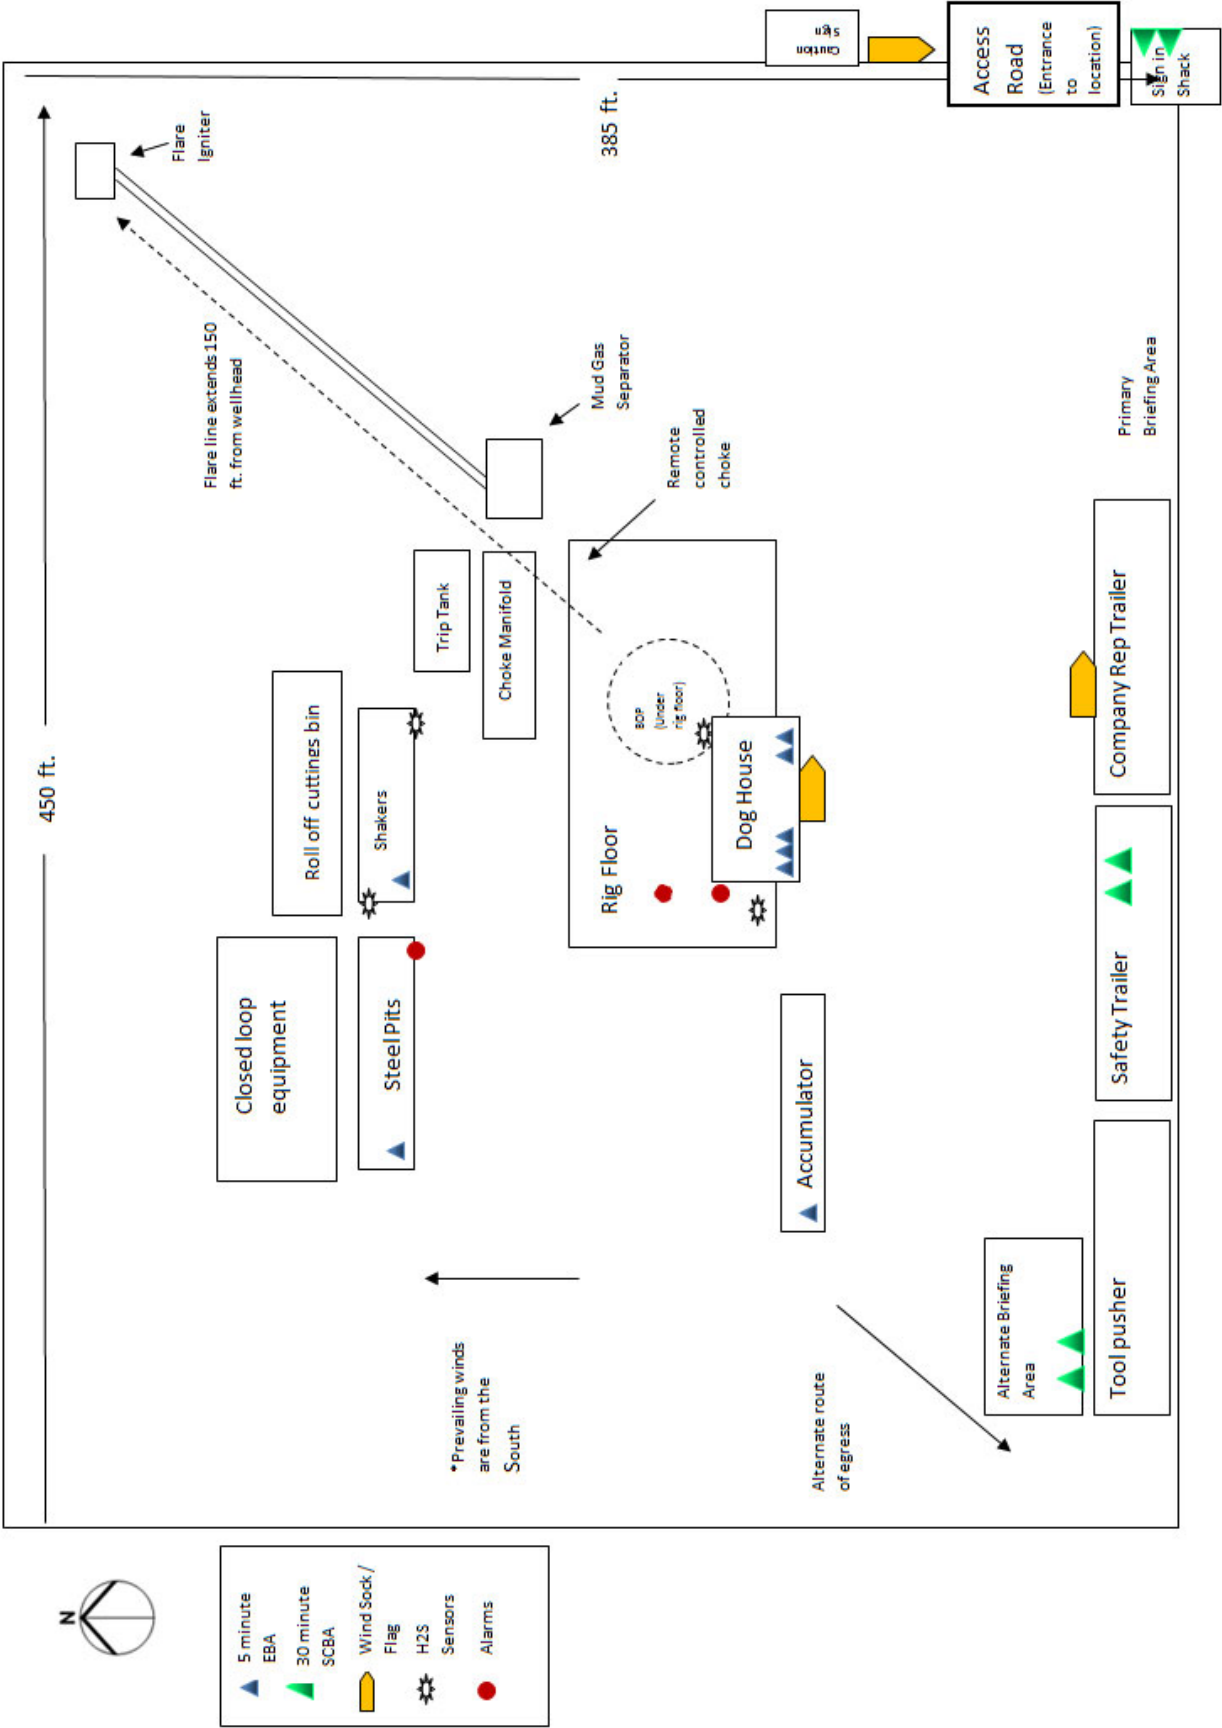 Caution
sign
Access
Road
(Entrance
to
location)
Sign in
Shack
450 ft.
385 ft.
Flare
Igniter
Flare line extends 150
ft. from wellhead
Mud Gas
Separator
Remote
controlled
choke
Primary
Briefing Area
Trip Tank
Choke Manifold
Roll off cuttings bin
Shakers
BOP
(Under
rig floor)
Rig Floor
Dog House
Company Rep Trailer
Closed loop
equipment
Steel Pits
Accumulator
Safety Trailer
*Prevailing winds
are from the
South
Alternate route
of egress
Alternate Briefing
Area
Tool pusher
N
5 minute
EBA
30 minute
SCBA
Wind Sock /
Flag
H2S
Sensors
Alarms